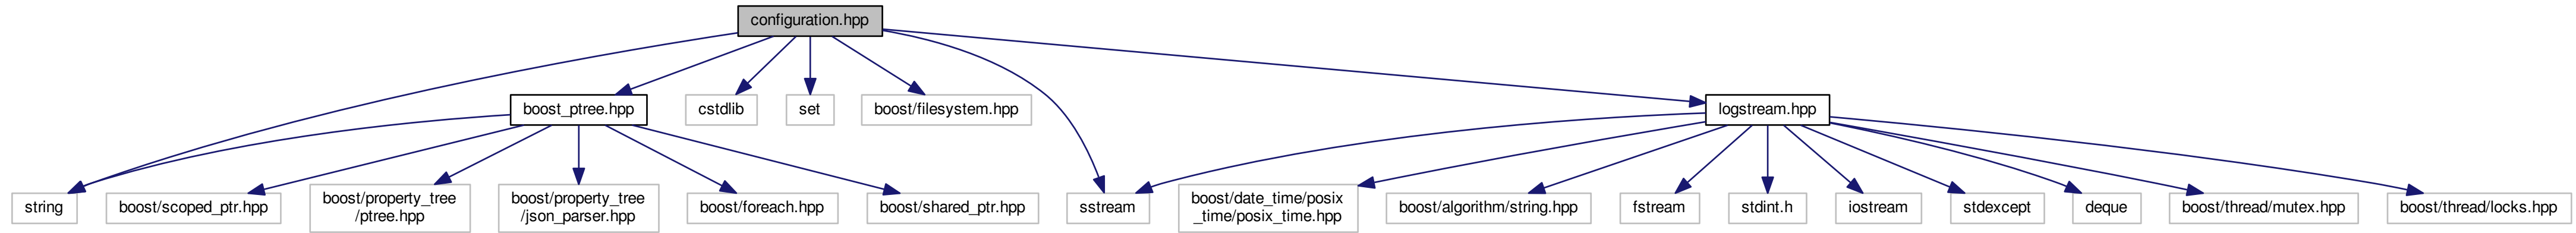 configuration.hpp
boost_ptree.hpp
cstdlib
set
boost/filesystem.hpp
logstream.hpp
string
boost/scoped_ptr.hpp
boost/property_tree
/ptree.hpp
boost/property_tree
/json_parser.hpp
boost/foreach.hpp
boost/shared_ptr.hpp
sstream
boost/date_time/posix
_time/posix_time.hpp
boost/algorithm/string.hpp
fstream
stdint.h
iostream
stdexcept
deque
boost/thread/mutex.hpp
boost/thread/locks.hpp